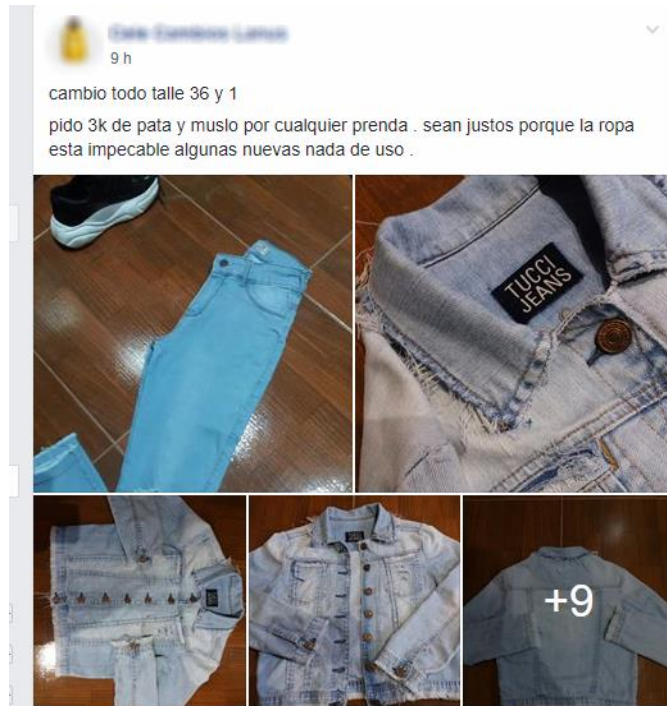 9 h
cambio todo talle 36 y 1
pido 3k de pata y muslo por cualquier prenda . sean justos porque la ropa
esta impecable algunas nuevas nada de uso .
TUCCI
JEANS
+9